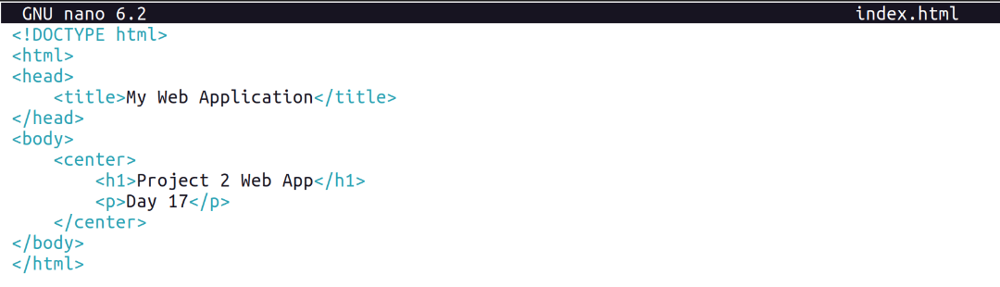 GNU nano 6.2 index.html
<!DOCTYPE html>
<html>
<head>
    <title>My Web Application</title>
</head>
<body>
    <center>
        <h1>Project 2 Web App</h1>
        <p>Day 17</p>
    </center>
</body>
</html>